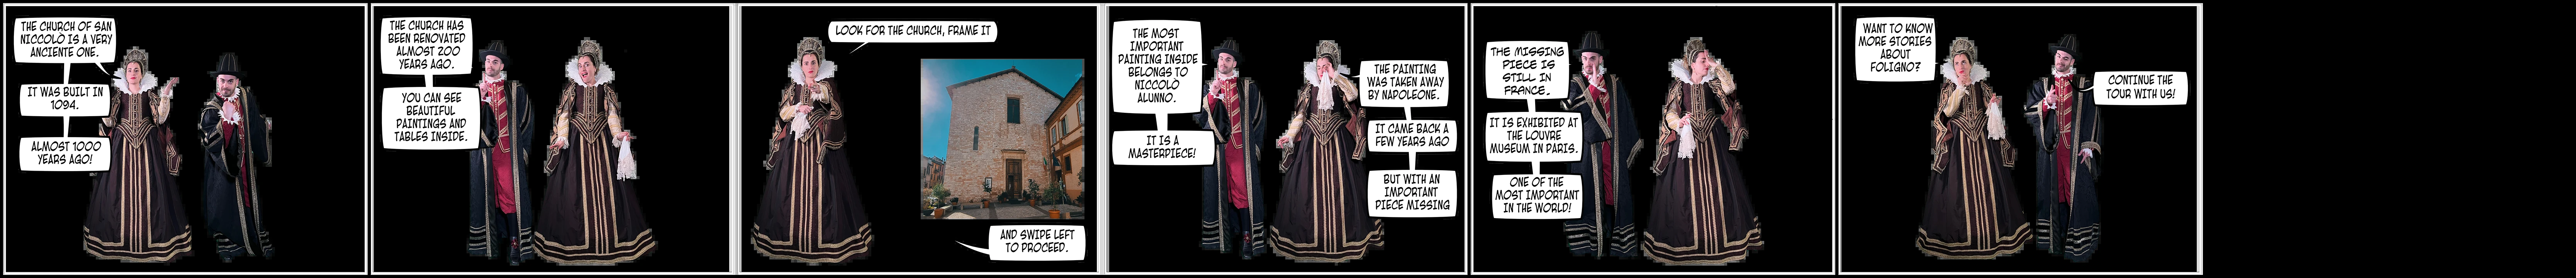 THE CHURCH OF SAN
NICCOLÒ IS A VERY
ANCIENTE ONE.
IT WAS BUILT IN
1094.
ALMOST 1000
YEARS AGO!
THE CHURCH HAS
BEEN RENOVATED
ALMOST 200
YEARS AGO.
YOU CAN SEE
BEAUTIFUL
PAINTINGS AND
TABLES INSIDE.
LOOK FOR THE CHURCH, FRAME IT
AND SWIPE LEFT
TO PROCEED.
THE MOST
IMPORTANT
PAINTING INSIDE
BELONGS TO
NICCOLÒ
ALUNNO.
IT IS A
MASTERPIECE!
THE PAINTING
WAS TAKEN AWAY
BY NAPOLEONE.
IT CAME BACK A
FEW YEARS AGO
BUT WITH AN
IMPORTANT
PIECE MISSING
THE MISSING
PIECE IS
STILL IN
FRANCE.
IT IS EXHIBITED AT
THE LOUVRE
MUSEUM IN PARIS.
ONE OF THE
MOST IMPORTANT
IN THE WORLD!
WANT TO KNOW
MORE STORIES
ABOUT
FOLIGNO?
CONTINUE THE
TOUR WITH US!